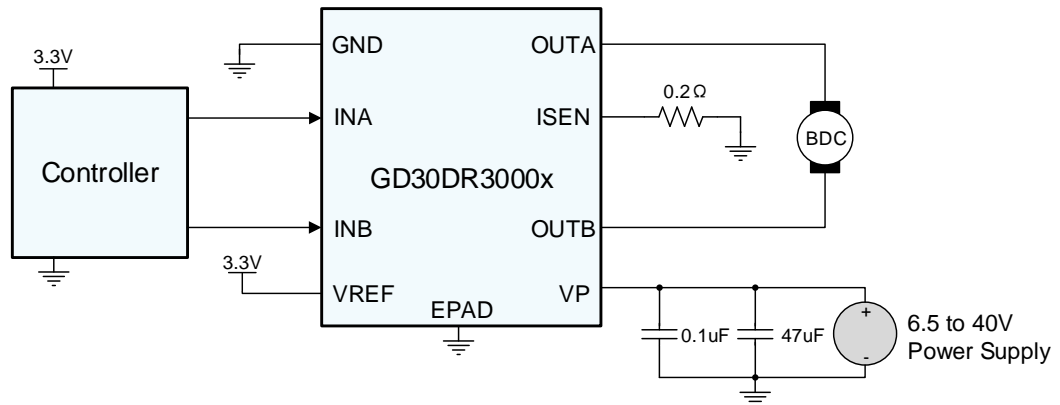 3.3V
Controller
GND
INA
INB
VREF
3.3V
GD30DR3000x
EPAD
OUTA
ISEN
OUTB
VP
0.2Ω
BDC
0.1uF
47uF
+
-
6.5 to 40V
Power Supply